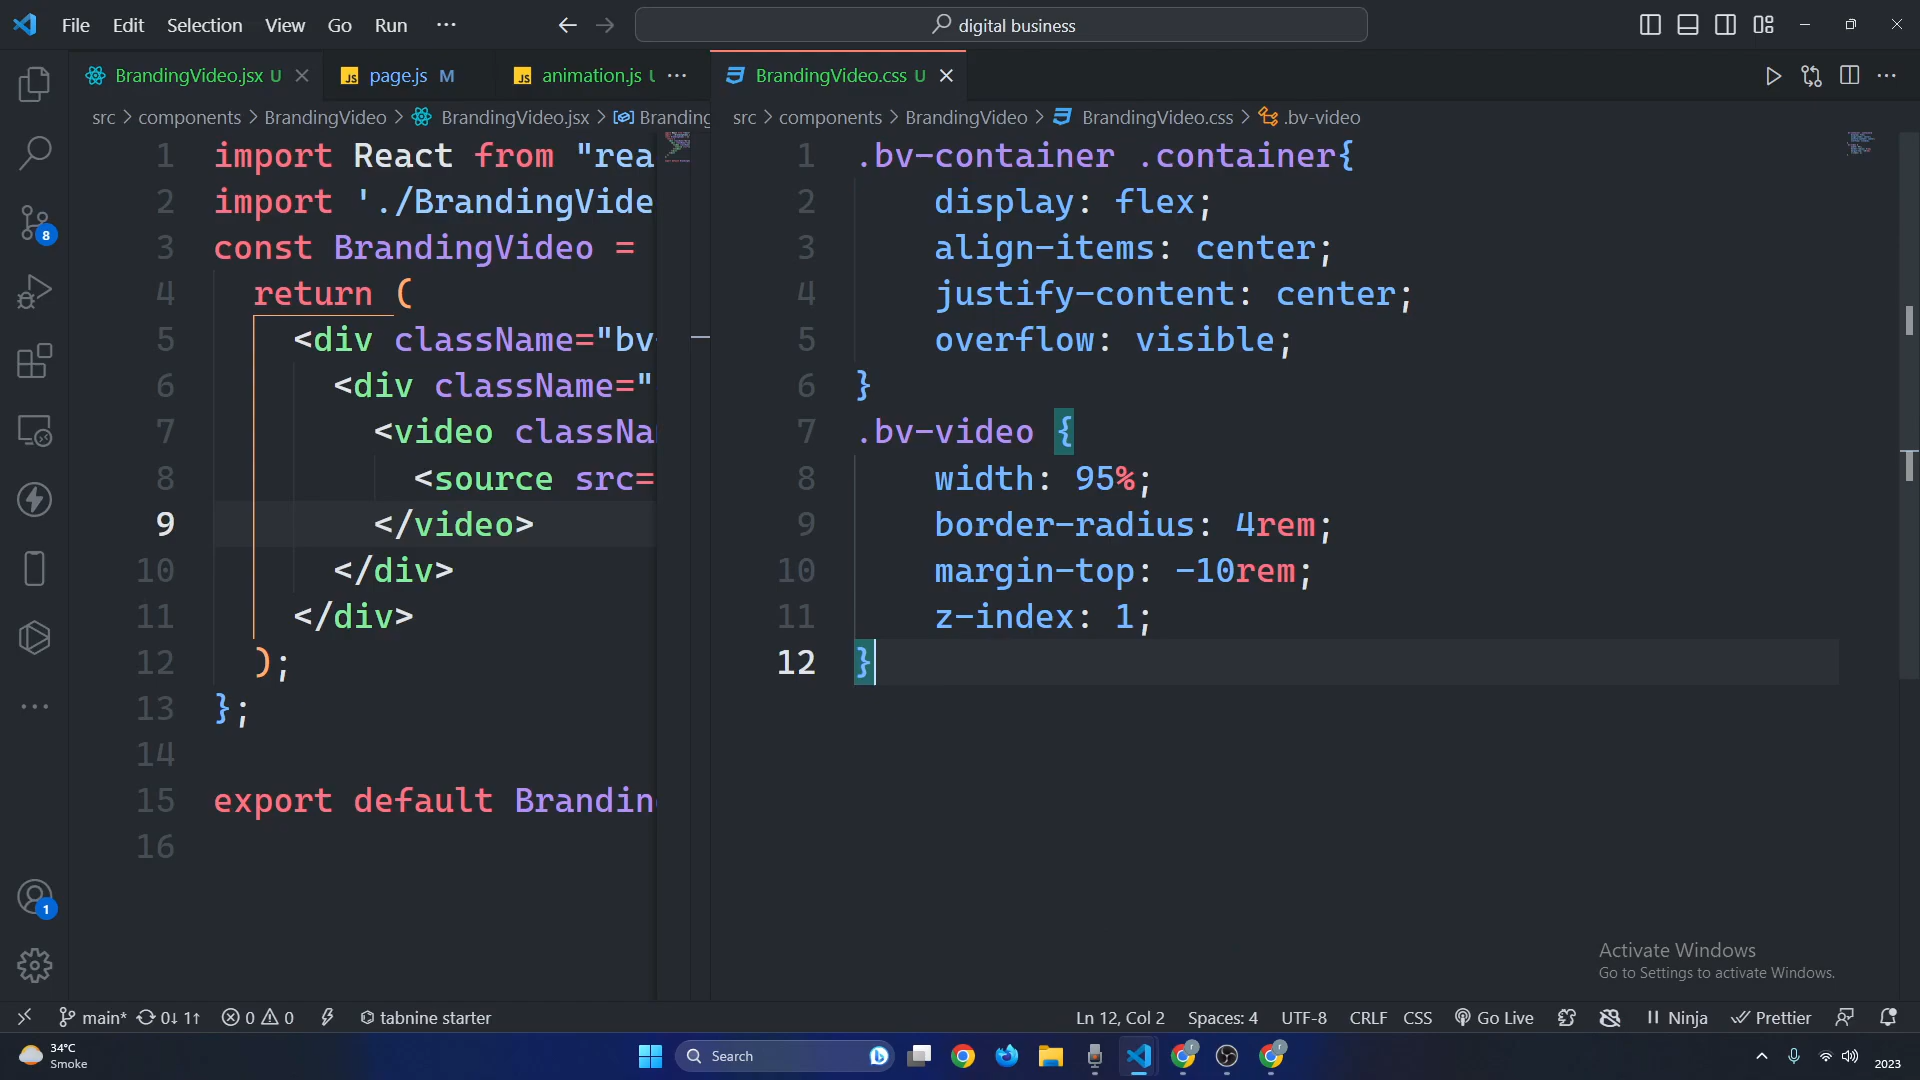 File Edit Selection View Go Run ··· digital business
BrandingVideo.jsx U page.js M animation.js ···
BrandingVideo.css U
src > components > BrandingVideo > BrandingVideo.jsx > Branding
src > components > BrandingVideo > BrandingVideo.css > .bv-video
1 import React from "rea
2 import './BrandingVide
3 const BrandingVideo =
4 return (
5 <div className="bv-
6 <div className="
7 <video classNa
8 <source src=
9 </video>
10 </div>
11 </div>
12 );
13 };
14
15 export default Brandin
16
1 .bv-container .container{
2 display: flex;
3 align-items: center;
4 justify-content: center;
5 overflow: visible;
6 }
7 .bv-video {
8 width: 95%;
9 border-radius: 4rem;
10 margin-top: -10rem;
11 z-index: 1;
12 }
8
1
Activate Windows
Go to Settings to activate Windows.
main* 0↓ 1↑ 0 0 tabnine starter Ln 12, Col 2 Spaces: 4 UTF-8 CRLF CSS Go Live Ninja Prettier
34°C
Smoke
Search
2023